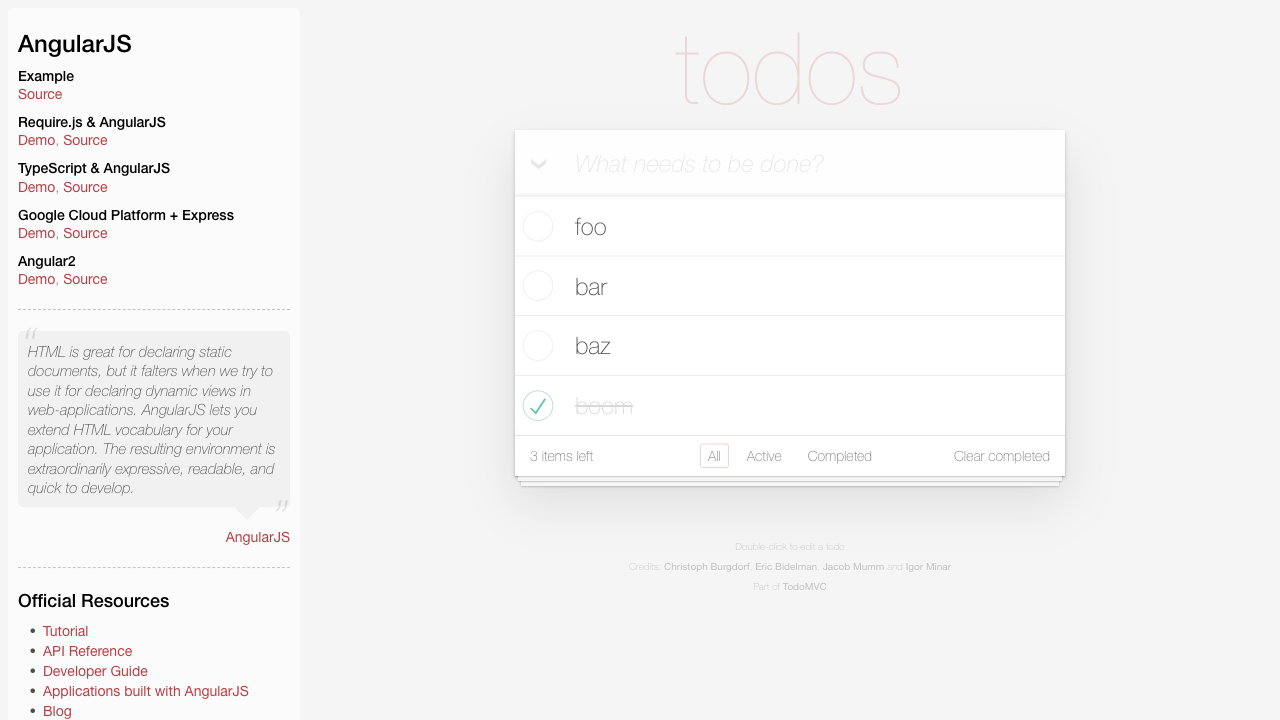 AngularJS
Example
Source
Require.js & AngularJS
Demo, Source
TypeScript & AngularJS
Demo, Source
Google Cloud Platform + Express
Demo, Source
Angular2
Demo, Source
“
HTML is great for declaring static
documents, but it falters when we try to
use it for declaring dynamic views in
web-applications. AngularJS lets you
extend HTML vocabulary for your
application. The resulting environment is
extraordinarily expressive, readable, and
quick to develop.
”
AngularJS
Official Resources
• Tutorial
• API Reference
• Developer Guide
• Applications built with AngularJS
• Blog
todos
What needs to be done?
foo
bar
baz
boom
3 items left All Active Completed Clear completed
Double-click to edit a todo
Credits: Christoph Burgdorf, Eric Bidelman, Jacob Mumm and Igor Minar
Part of TodoMVC